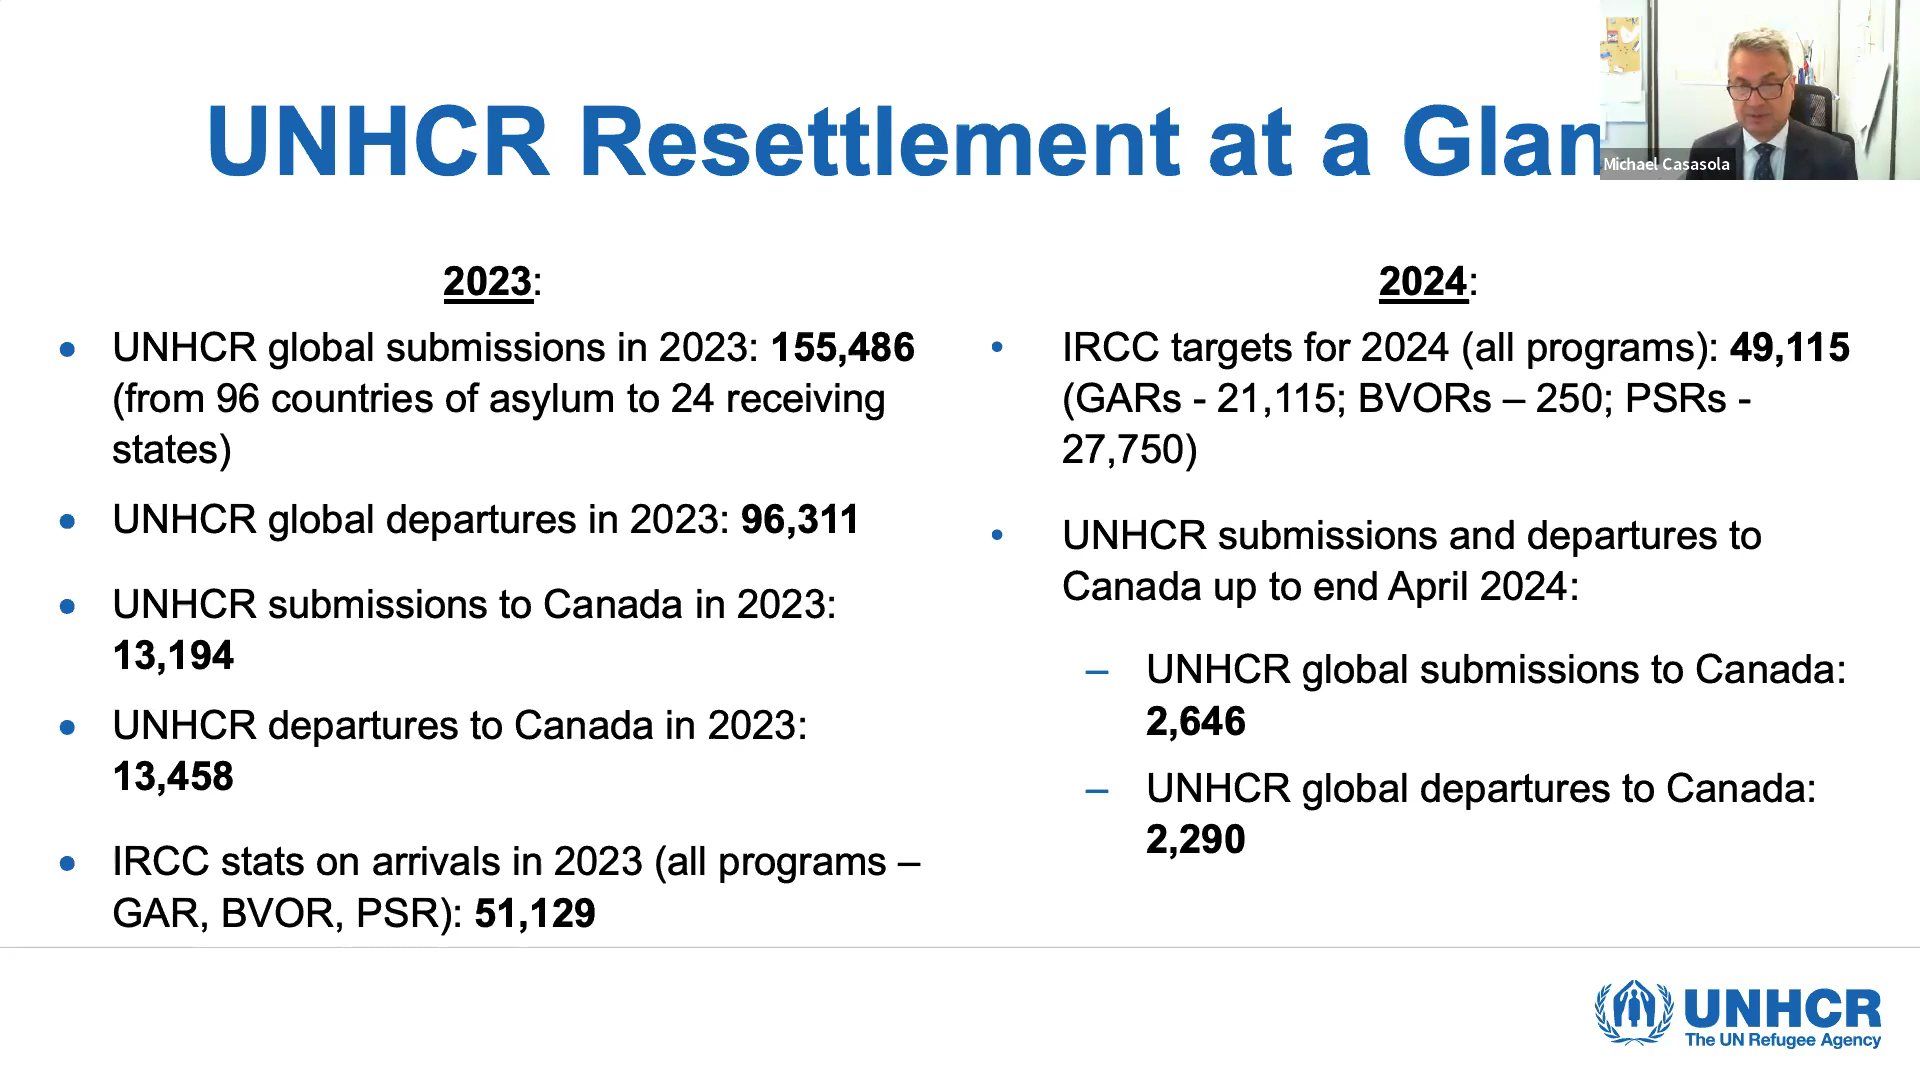 UNHCR Resettlement at a Glan
Michael Casasola
2023:
UNHCR global submissions in 2023: 155,486
(from 96 countries of asylum to 24 receiving
states)
UNHCR global departures in 2023: 96,311
UNHCR submissions to Canada in 2023:
13,194
UNHCR departures to Canada in 2023:
13,458
IRCC stats on arrivals in 2023 (all programs –
GAR, BVOR, PSR): 51,129
2024:
IRCC targets for 2024 (all programs): 49,115
(GARs - 21,115; BVORs – 250; PSRs -
27,750)
UNHCR submissions and departures to
Canada up to end April 2024:
– UNHCR global submissions to Canada:
2,646
– UNHCR global departures to Canada:
2,290
UNHCR
The UN Refugee Agency